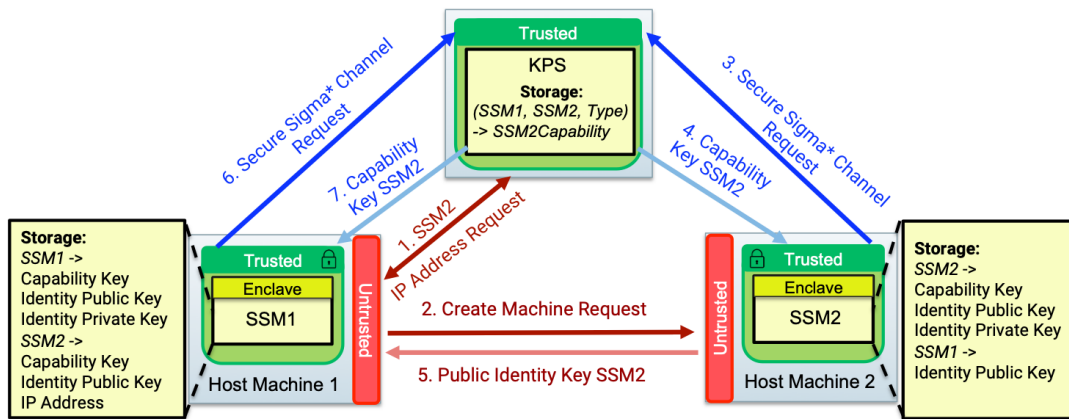 Trusted
KPS
Storage:
(SSM1, SSM2, Type)
-> SSM2Capability
6. Secure Sigma* Channel
Request
3. Secure Sigma* Channel
Request
7. Capability
Key SSM2
4. Capability
Key SSM2
1. SSM2
IP Address Request
Storage:
SSM1 ->
Capability Key
Identity Public Key
Identity Private Key
SSM2 ->
Capability Key
Identity Public Key
IP Address
Trusted
Enclave
SSM1
Host Machine 1
Untrusted
2. Create Machine Request
5. Public Identity Key SSM2
Untrusted
Trusted
Enclave
SSM2
Host Machine 2
Storage:
SSM2 ->
Capability Key
Identity Public Key
Identity Private Key
SSM1 ->
Identity Public Key